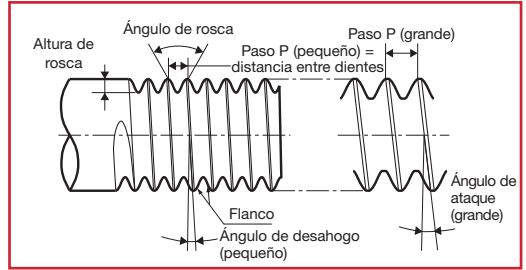 Ángulo de rosca
Altura de
rosca
Paso P (pequeño) =
distancia entre dientes
Paso P (grande)
Flanco
Ángulo de desahogo
(pequeño)
Ángulo de
ataque
(grande)